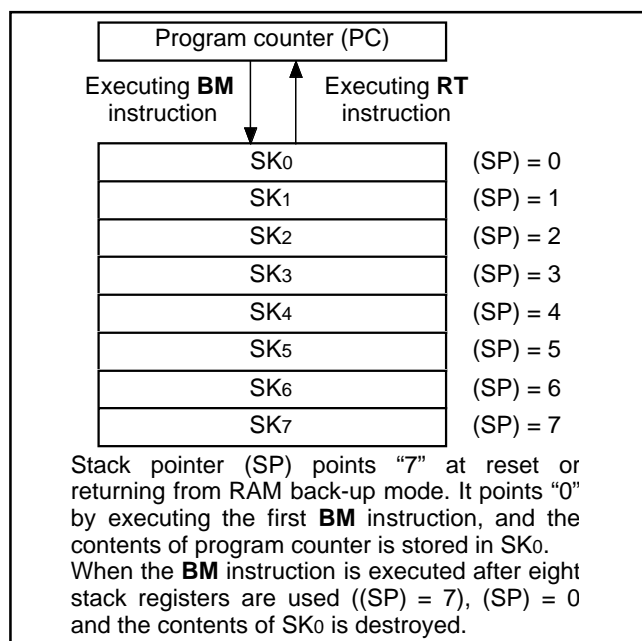 Program counter (PC)
Executing BM
instruction
Executing RT
instruction
SK0 (SP) = 0
SK1 (SP) = 1
SK2 (SP) = 2
SK3 (SP) = 3
SK4 (SP) = 4
SK5 (SP) = 5
SK6 (SP) = 6
SK7 (SP) = 7
Stack pointer (SP) points “7” at reset or
returning from RAM back-up mode. It points “0”
by executing the first BM instruction, and the
contents of program counter is stored in SK0.
When the BM instruction is executed after eight
stack registers are used ((SP) = 7), (SP) = 0
and the contents of SK0 is destroyed.